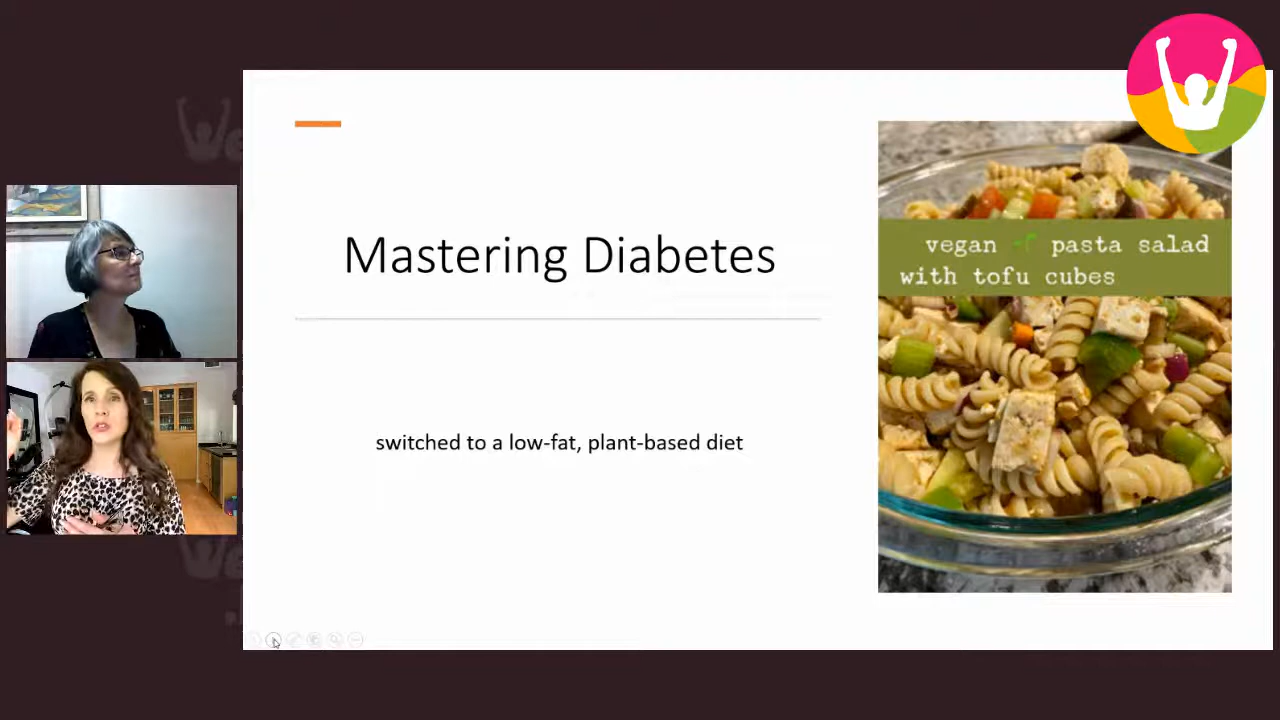 Mastering Diabetes
switched to a low-fat, plant-based diet
vegan pasta salad
with tofu cubes